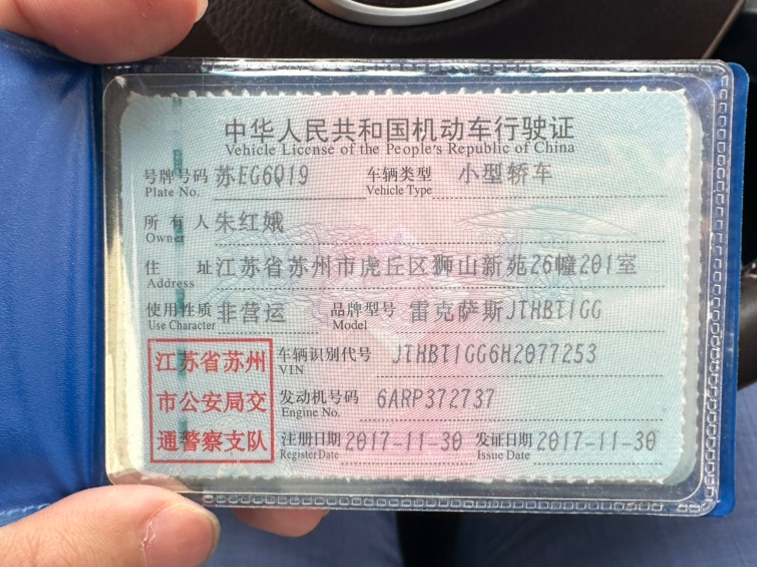 中华人民共和国机动车行驶证
Vehicle License of the People's Republic of China
号牌号码 苏EG6Q19 车辆类型 小型轿车
Plate No. Vehicle Type
所有人 朱红娥
Owner
住址 江苏省苏州市虎丘区狮山新苑26幢201室
Address
使用性质 非营运 品牌型号 雷克萨斯JTHBT1GG
Use Character Model
江苏省苏州 车辆识别代号 JTHBT1GG6H2077253
VIN
市公安局交 发动机号码 6ARP372737
Engine No.
通警察支队 注册日期 2017-11-30 发证日期 2017-11-30
Register Date Issue Date